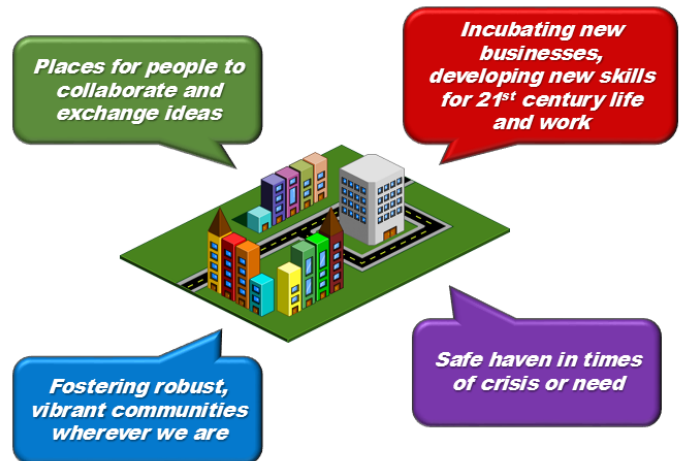 Places for people to
collaborate and
exchange ideas
Incubating new
businesses,
developing new skills
for 21st century life
and work
Fostering robust,
vibrant communities
wherever we are
Safe haven in times
of crisis or need